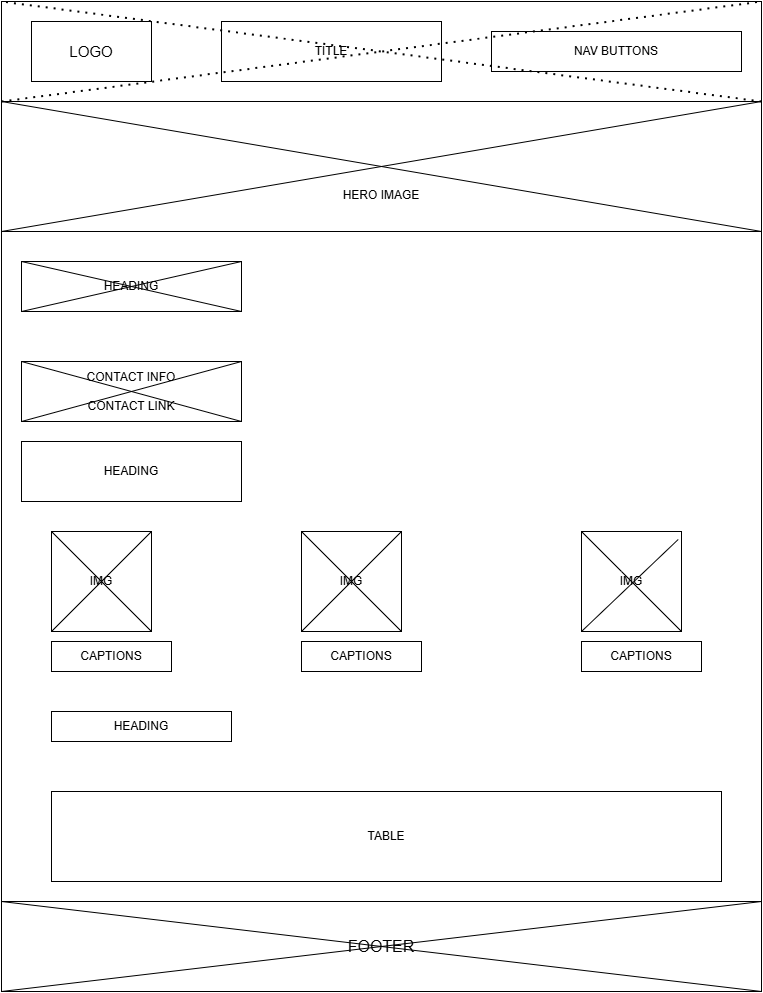 LOGO
TITLE
NAV BUTTONS
HERO IMAGE
HEADING
CONTACT INFO
CONTACT LINK
HEADING
IMG
IMG
IMG
CAPTIONS
CAPTIONS
CAPTIONS
HEADING
TABLE
FOOTER